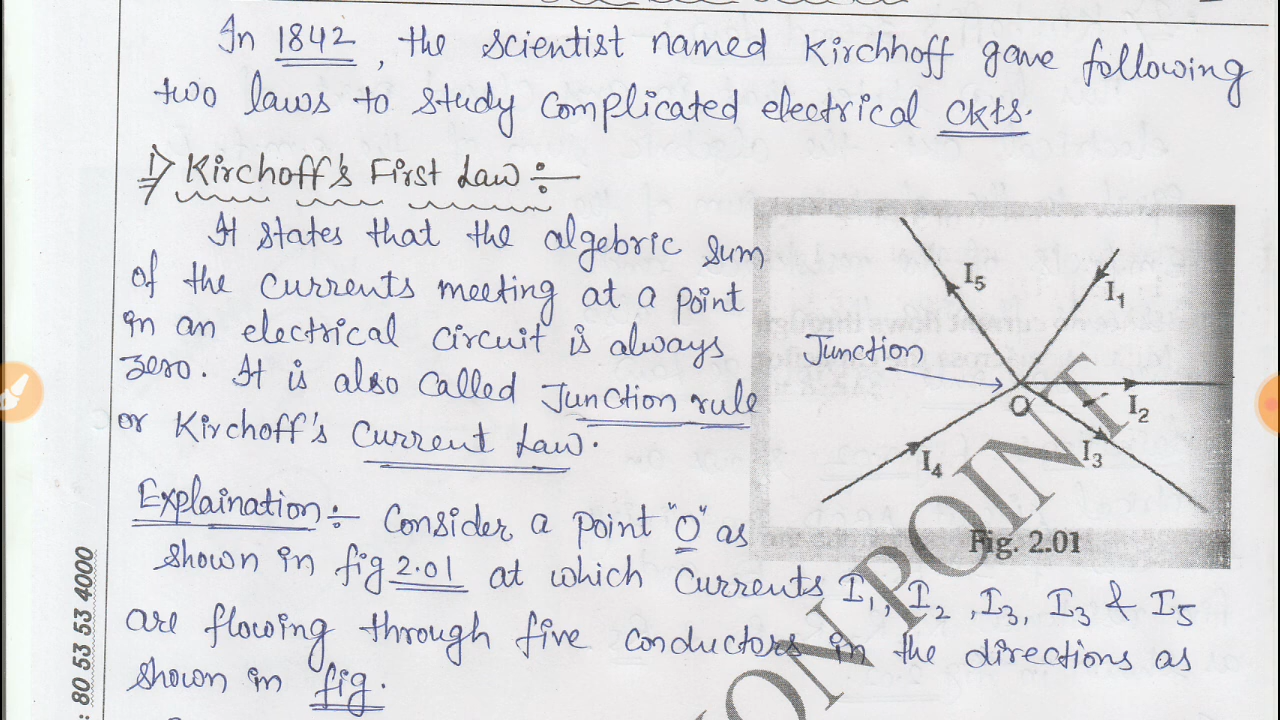 In 1842, the scientist named Kirchhoff gave following
two laws to study complicated electrical ckts.
1) Kirchoff's First Law :-
It states that the algebric sum
of the currents meeting at a point
in an electrical circuit is always
zero. It is also called Junction rule
or Kirchoff's Current Law.
I5
I1
Junction
O
I2
I3
I4
Fig. 2.01
Explaination :- Consider a point "O" as
shown in fig 2.01 at which currents I1, I2, I3, I3 & I5
are flowing through five conductors in the directions as
shown in fig.
: 80 53 53 4000
ON POINT